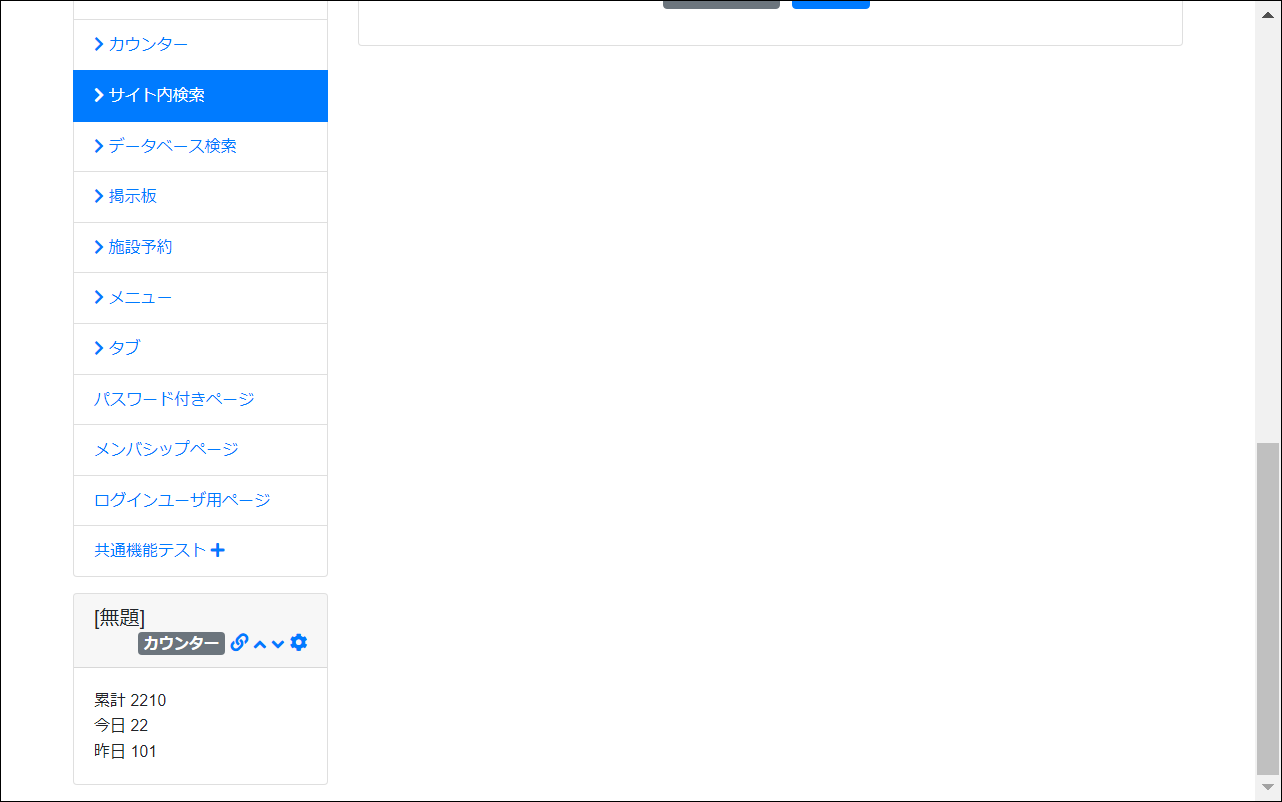 カウンター
サイト内検索
データベース検索
掲示板
施設予約
メニュー
タブ
パスワード付きページ
メンバシップページ
ログインユーザ用ページ
共通機能テスト
[無題]
カウンター
累計 2210
今日 22
昨日 101